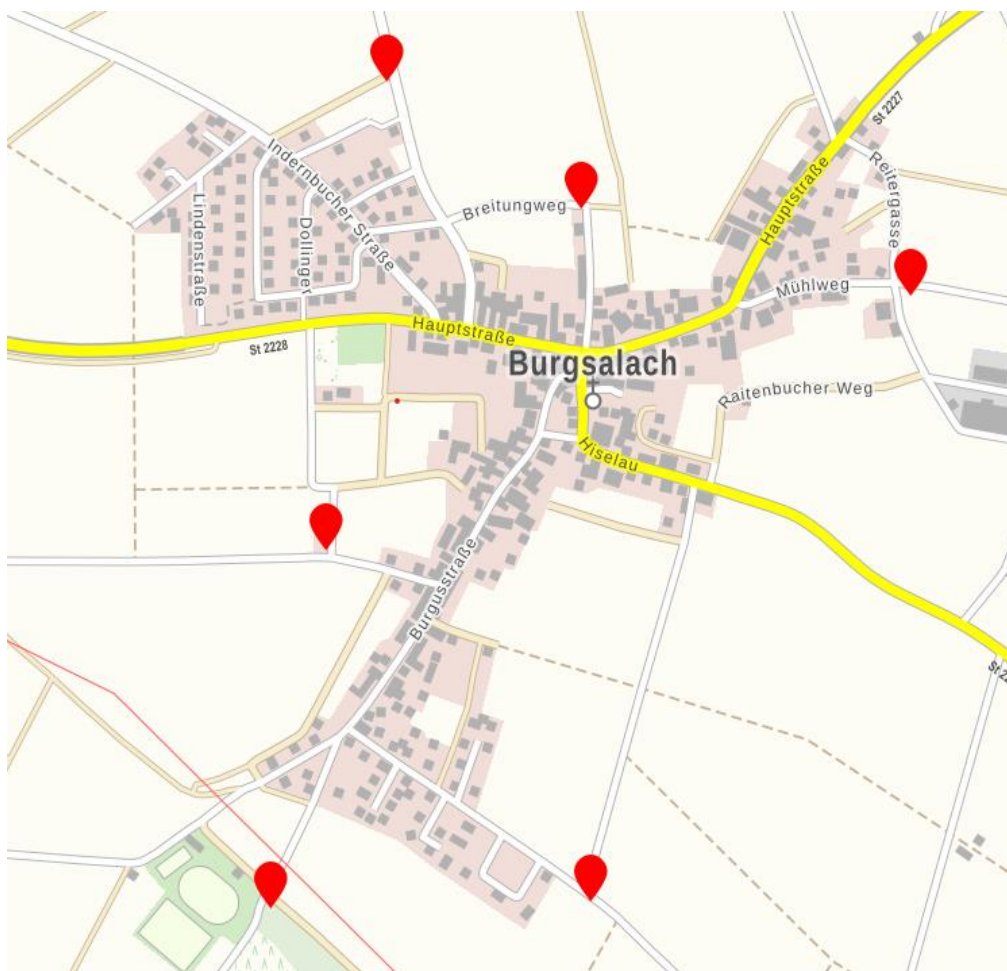 St 2227
Indernbucher Straße
Reitergasse
Hauptstraße
Breitungweg
Lindenstraße
Dollinger
Mühlweg
Hauptstraße
St 2228
Burgsalach
Raitenbucher Weg
Hiselau
Burgusstraße